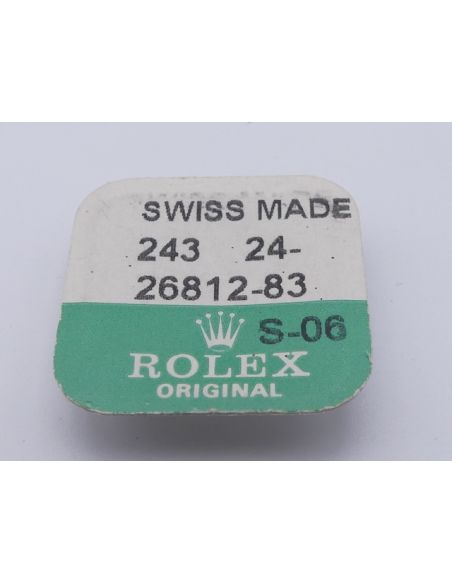 SWISS MADE
243 24-
26812-83
S-06
ROLEX
ORIGINAL